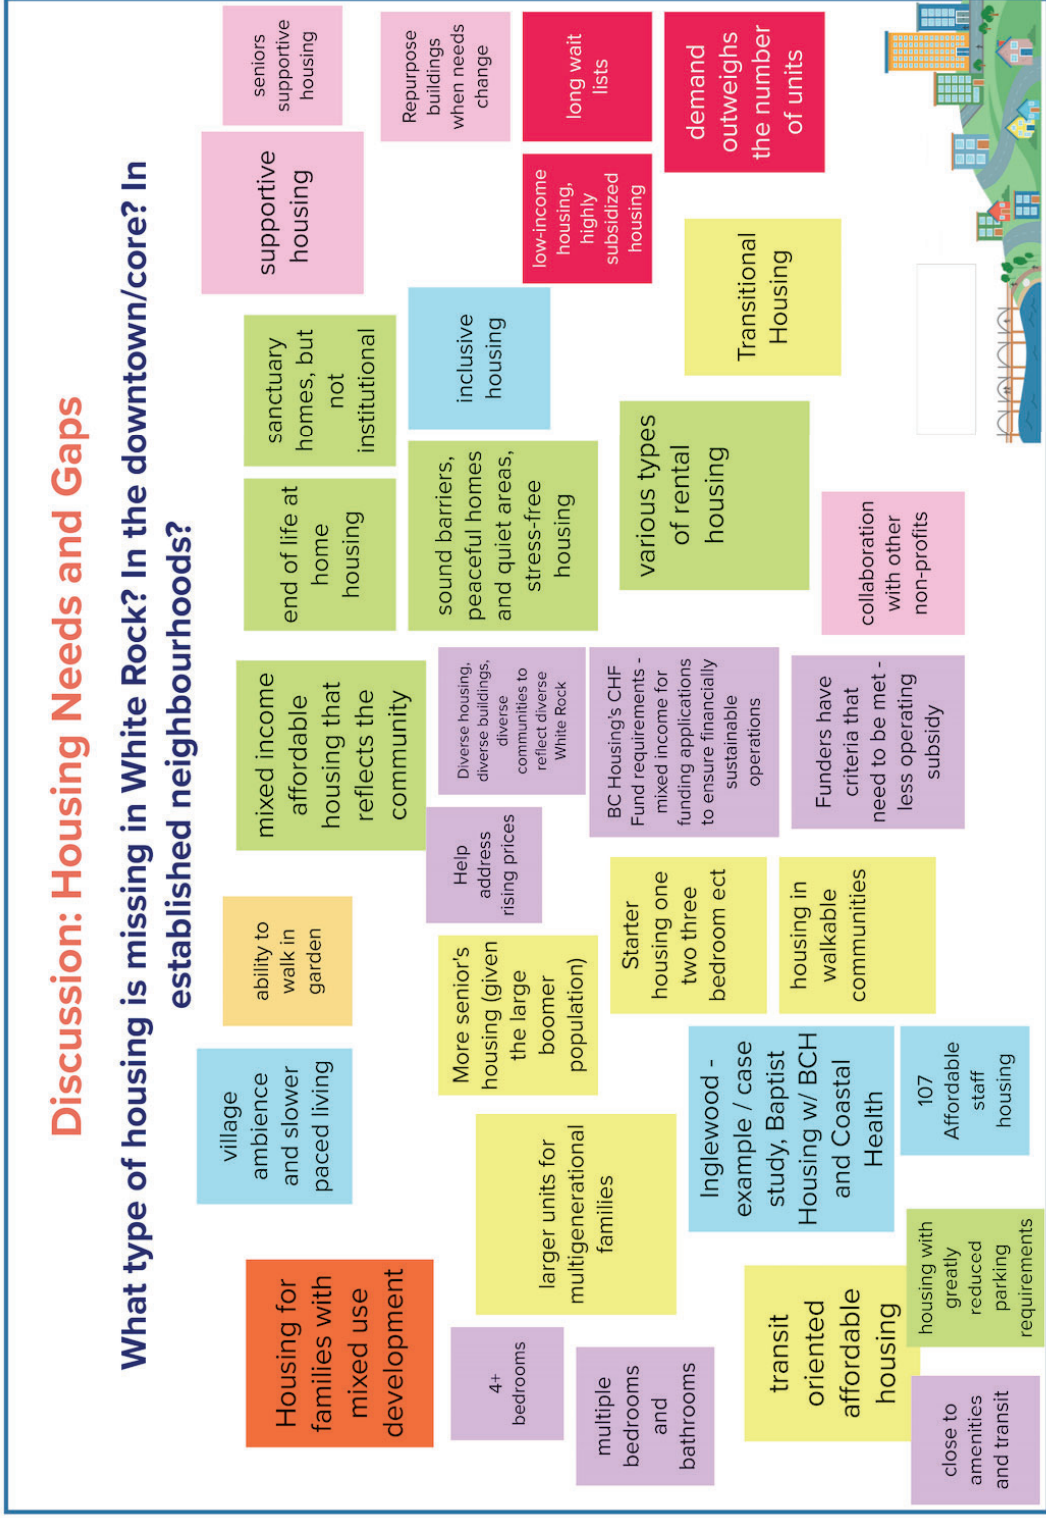 Discussion: Housing Needs and Gaps
What type of housing is missing in White Rock? In the downtown/core? In
established neighbourhoods?
Housing for
families with
mixed use
development
village
ambience
and slower
paced living
ability to
walk in
garden
mixed income
affordable
housing that
reflects the
community
end of life at
home
housing
sanctuary
homes, but
not
institutional
supportive
housing
seniors
supportive
housing
4+
bedrooms
multiple
bedrooms
and
bathrooms
larger units for
multigenerational
families
More senior's
housing (given
the large
boomer
population)
Help
address
rising prices
Diverse housing,
diverse buildings,
diverse
communities to
reflect diverse
White Rock
sound barriers,
peaceful homes
and quiet areas,
stress-free
housing
inclusive
housing
Repurpose
buildings
when needs
change
low-income
housing,
highly
subsidized
housing
long wait
lists
demand
outweighs
the number
of units
transit
oriented
affordable
housing
Inglewood -
example / case
study, Baptist
Housing w/ BCH
and Coastal
Health
Starter
housing one
two three
bedroom ect
BC Housing's CHF
Fund requirements -
mixed income for
funding applications
to ensure financially
sustainable
operations
various types
of rental
housing
Transitional
Housing
housing in
walkable
communities
Funders have
criteria that
need to be met -
less operating
subsidy
collaboration
with other
non-profits
close to
amenities
and transit
housing with
greatly
reduced
parking
requirements
107
Affordable
staff
housing